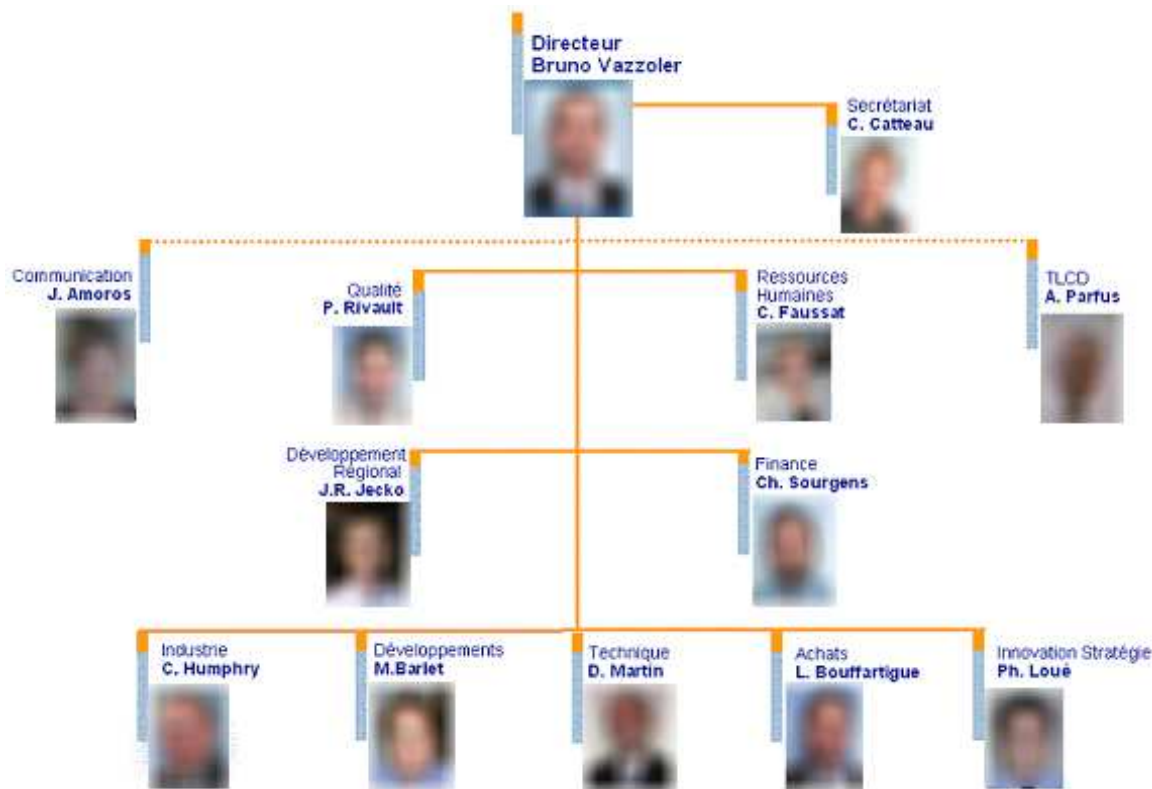 Directeur
Bruno Vazzoler
Secrétariat
C. Catteau
Communication
J. Amoros
Qualité
P. Rivault
Ressources
Humaines
C. Faussat
TLCD
A. Parfus
Développement
Régional
J.R. Jecko
Finance
Ch. Sourgens
Industrie
C. Humphry
Développements
M.Barlet
Technique
D. Martin
Achats
L. Bouffartigue
Innovation Stratégie
Ph. Loué